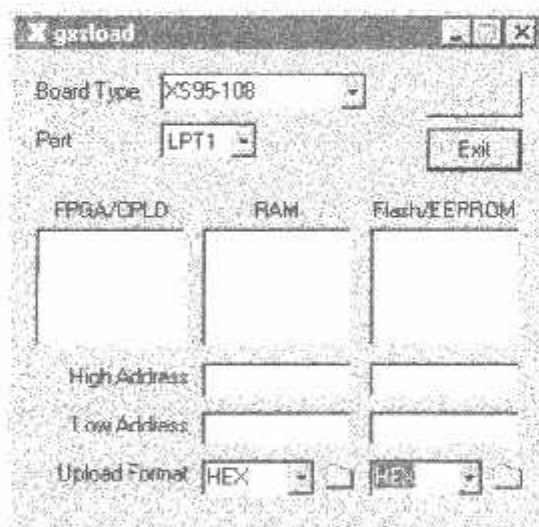 gxsload
Board Type XS95-108
Port LPT1
Exit
FPGA/CPLD RAM Flash/EEPROM
High Address
Low Address
Upload Format HEX HEX